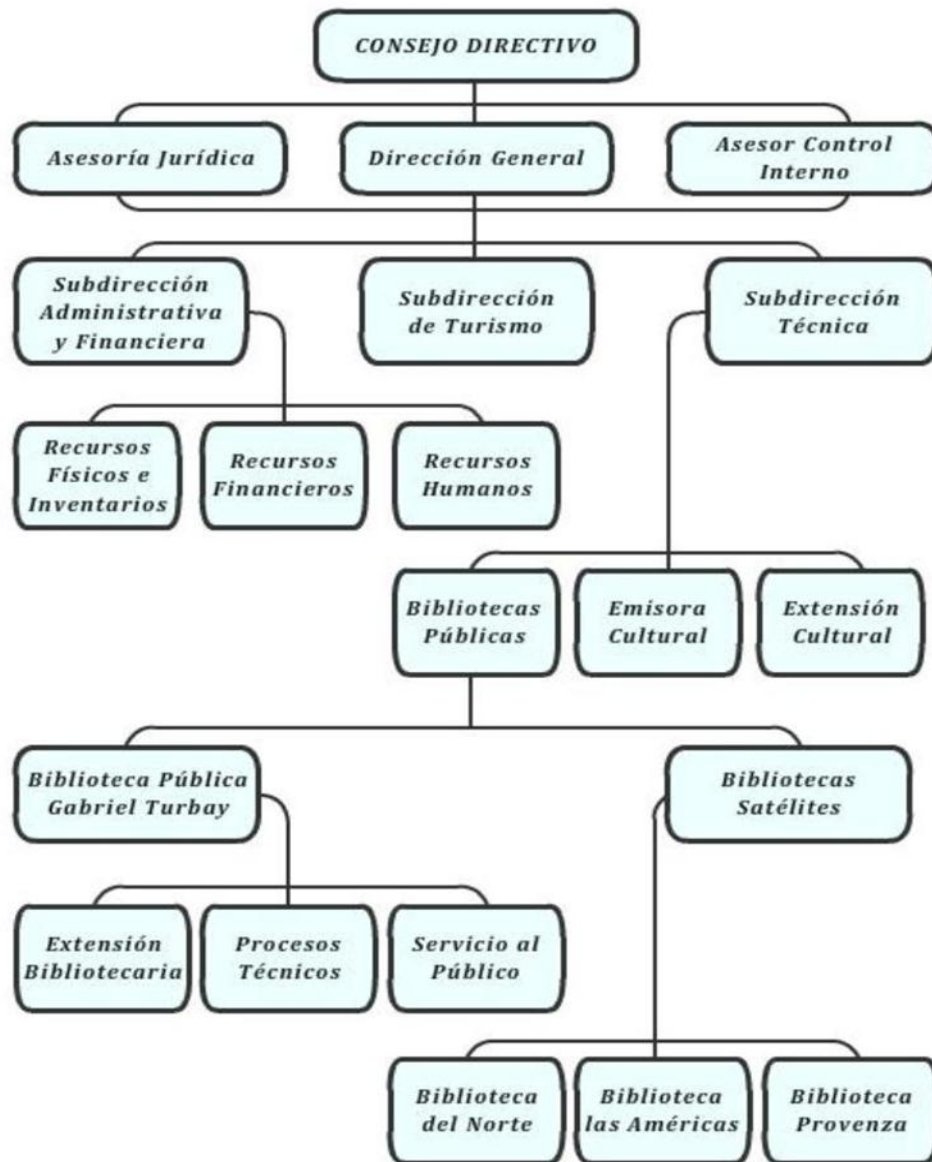 CONSEJO DIRECTIVO
Asesoría Jurídica
Dirección General
Asesor Control
Interno
Subdirección
Administrativa
y Financiera
Subdirección
de Turismo
Subdirección
Técnica
Recursos
Físicos e
Inventarios
Recursos
Financieros
Recursos
Humanos
Bibliotecas
Públicas
Emisora
Cultural
Extensión
Cultural
Biblioteca Pública
Gabriel Turbay
Bibliotecas
Satélites
Extensión
Bibliotecaria
Procesos
Técnicos
Servicio al
Público
Biblioteca
del Norte
Biblioteca
las Américas
Biblioteca
Provenza